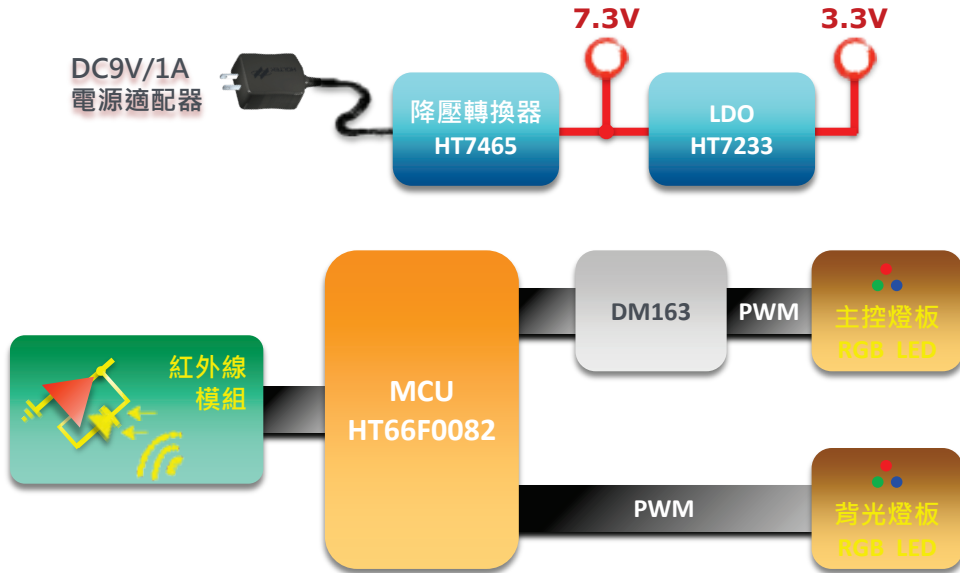 7.3V
3.3V
DC9V/1A
電源適配器
降壓轉換器
HT7465
LDO
HT7233
DM163
PWM
主控燈板
RGB LED
紅外線
模組
MCU
HT66F0082
PWM
背光燈板
RGB LED